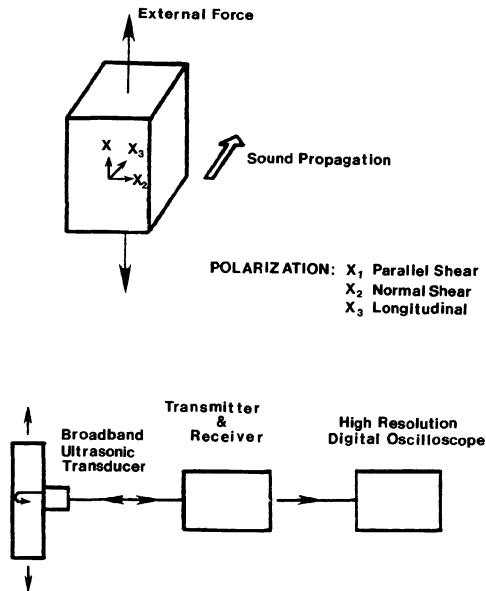 External Force
X
X3
X2
Sound Propagation
POLARIZATION: X1 Parallel Shear
X2 Normal Shear
X3 Longitudinal
Transmitter
&
Receiver
Broadband
Ultrasonic
Transducer
High Resolution
Digital Oscilloscope